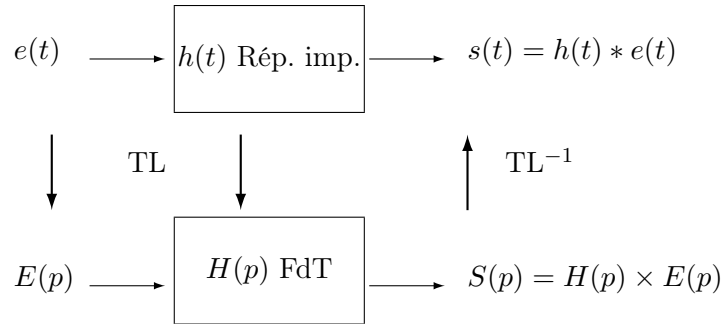 e(t) h(t) Rép. imp. s(t) = h(t) ∗ e(t)
TL TL⁻¹
E(p) H(p) FdT S(p) = H(p) × E(p)